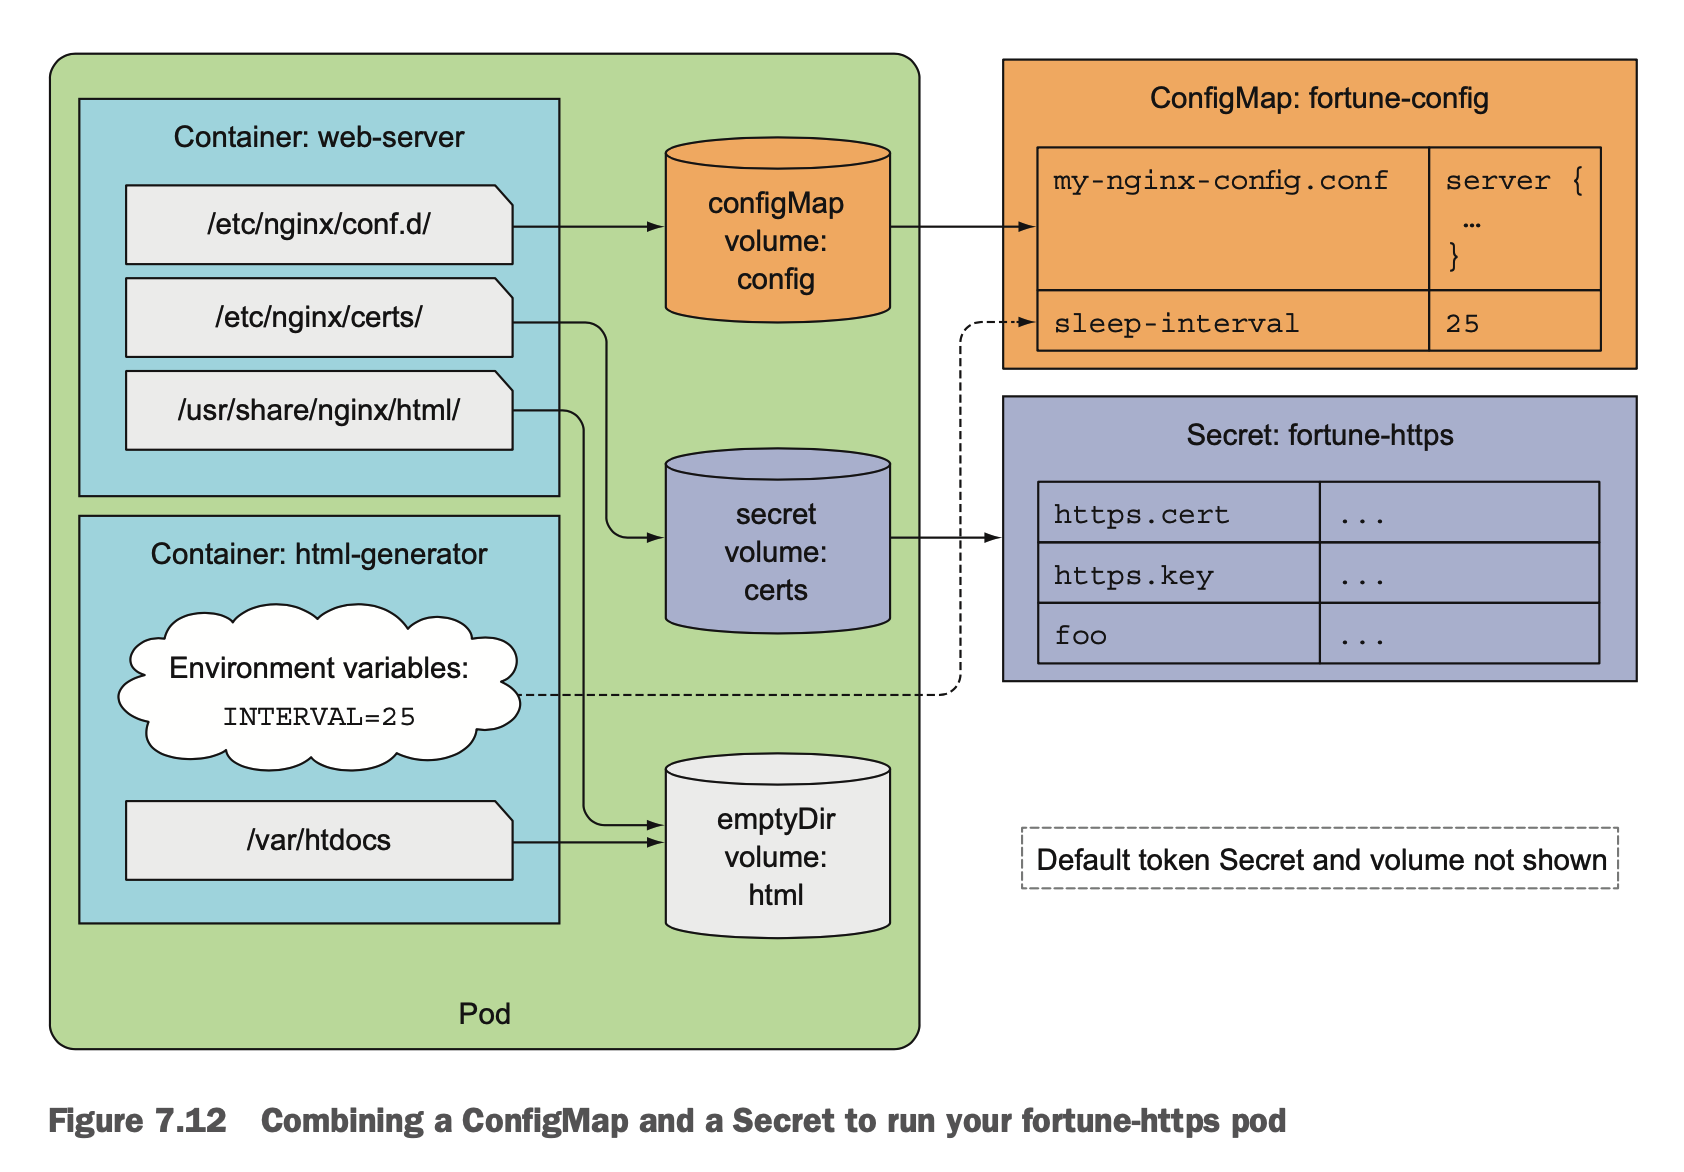 Container: web-server
/etc/nginx/conf.d/
/etc/nginx/certs/
/usr/share/nginx/html/
Container: html-generator
Environment variables:
INTERVAL=25
/var/htdocs
configMap
volume:
config
secret
volume:
certs
emptyDir
volume:
html
Pod
ConfigMap: fortune-config
my-nginx-config.conf
server {
…
}
sleep-interval
25
Secret: fortune-https
https.cert
...
https.key
...
foo
...
Default token Secret and volume not shown
Figure 7.12 Combining a ConfigMap and a Secret to run your fortune-https pod